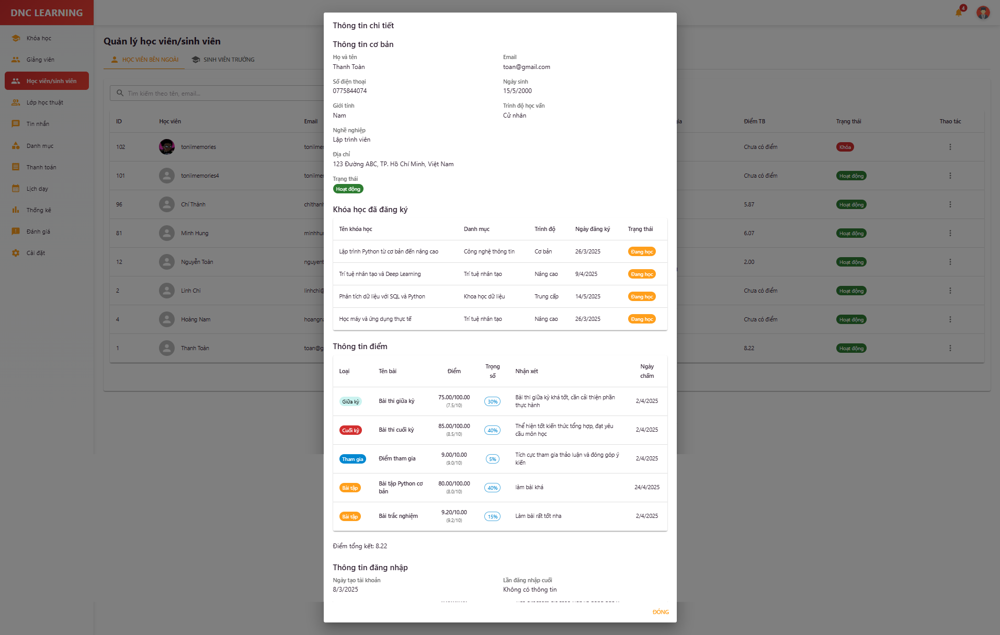 DNC LEARNING
4
Khóa học
Giảng viên
Học viên/sinh viên
Lớp học thuật
Tin nhắn
Danh mục
Thanh toán
Lịch dạy
Thống kê
Đánh giá
Cài đặt
Quản lý học viên/sinh viên
HỌC VIÊN BÊN NGOÀI
SINH VIÊN TRƯỜNG
Tìm kiếm theo tên, email...
ID Học viên Email Điểm TB Trạng thái Thao tác
102 toniimemories Chưa có điểm Khóa
101 toniimemories4 Chưa có điểm Hoạt động
96 Chí Thành 5.87 Hoạt động
81 Minh Hung 6.07 Hoạt động
12 Nguyễn Toàn 2.00 Hoạt động
2 Linh Chi Chưa có điểm Hoạt động
4 Hoàng Nam Chưa có điểm Hoạt động
1 Thanh Toản 8.22 Hoạt động
Thông tin chi tiết
Thông tin cơ bản
Họ và tên
Thanh Toàn
Email
toan@gmail.com
Số điện thoại
0775844074
Ngày sinh
15/5/2000
Giới tính
Nam
Trình độ học vấn
Cử nhân
Nghề nghiệp
Lập trình viên
Địa chỉ
123 Đường ABC, TP. Hồ Chí Minh, Việt Nam
Trạng thái
Hoạt động
Khóa học đã đăng ký
Tên khóa học Danh mục Trình độ Ngày đăng ký Trạng thái
Lập trình Python từ cơ bản đến nâng cao Công nghệ thông tin Cơ bản 26/3/2025 Đang học
Trí tuệ nhân tạo và Deep Learning Trí tuệ nhân tạo Nâng cao 9/4/2025 Đang học
Phân tích dữ liệu với SQL và Python Khoa học dữ liệu Trung cấp 14/5/2025 Đang học
Học máy và ứng dụng thực tế Trí tuệ nhân tạo Nâng cao 26/3/2025 Đang học
Thông tin điểm
Loại Tên bài Điểm Trọng số Nhận xét Ngày chấm
Giữa kỳ Bài thi giữa kỳ 75.00/100.00 (7.5/10) 30% Bài thi giữa kỳ khá tốt, cần cải thiện phần thực hành 2/4/2025
Cuối kỳ Bài thi cuối kỳ 85.00/100.00 (8.5/10) 40% Thể hiện tốt kiến thức tổng hợp, đạt yêu cầu môn học 2/4/2025
Tham gia Điểm tham gia 9.00/10.00 (9.0/10) 5% Tích cực tham gia thảo luận và đóng góp ý kiến 2/4/2025
Bài tập Bài tập Python cơ bản 80.00/100.00 (8.0/10) 40% làm bài khá 24/4/2025
Bài tập Bài trắc nghiệm 9.20/10.00 (9.2/10) 15% Làm bài rất tốt nha 2/4/2025
Điểm tổng kết: 8.22
Thông tin đăng nhập
Ngày tạo tài khoản
8/3/2025
Lần đăng nhập cuối
Không có thông tin
ĐÓNG